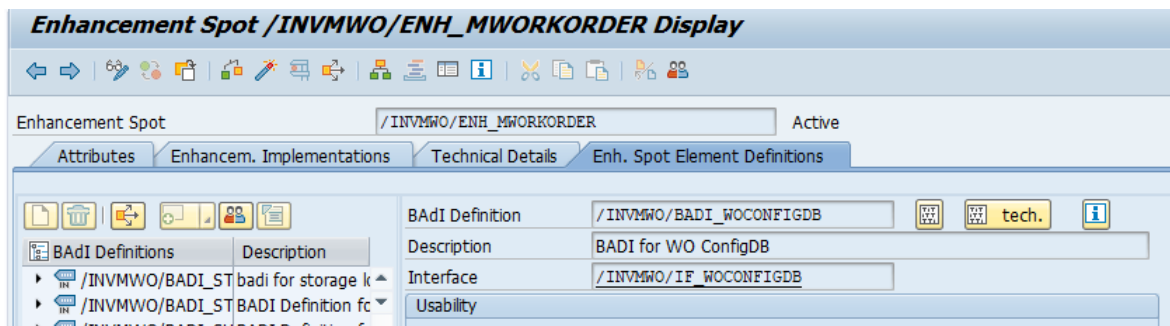 Enhancement Spot /INVMWO/ENH_MWORKORDER Display
Enhancement Spot /INVMWO/ENH_MWORKORDER Active
Attributes Enhancem. Implementations Technical Details Enh. Spot Element Definitions
BAdI Definition /INVMWO/BADI_WOCONFIGDB tech.
Description BADI for WO ConfigDB
Interface /INVMWO/IF_WOCONFIGDB
Usability
BAdI Definitions Description
/INVMWO/BADI_ST badi for storage lo
/INVMWO/BADI_ST BADI Definition fo